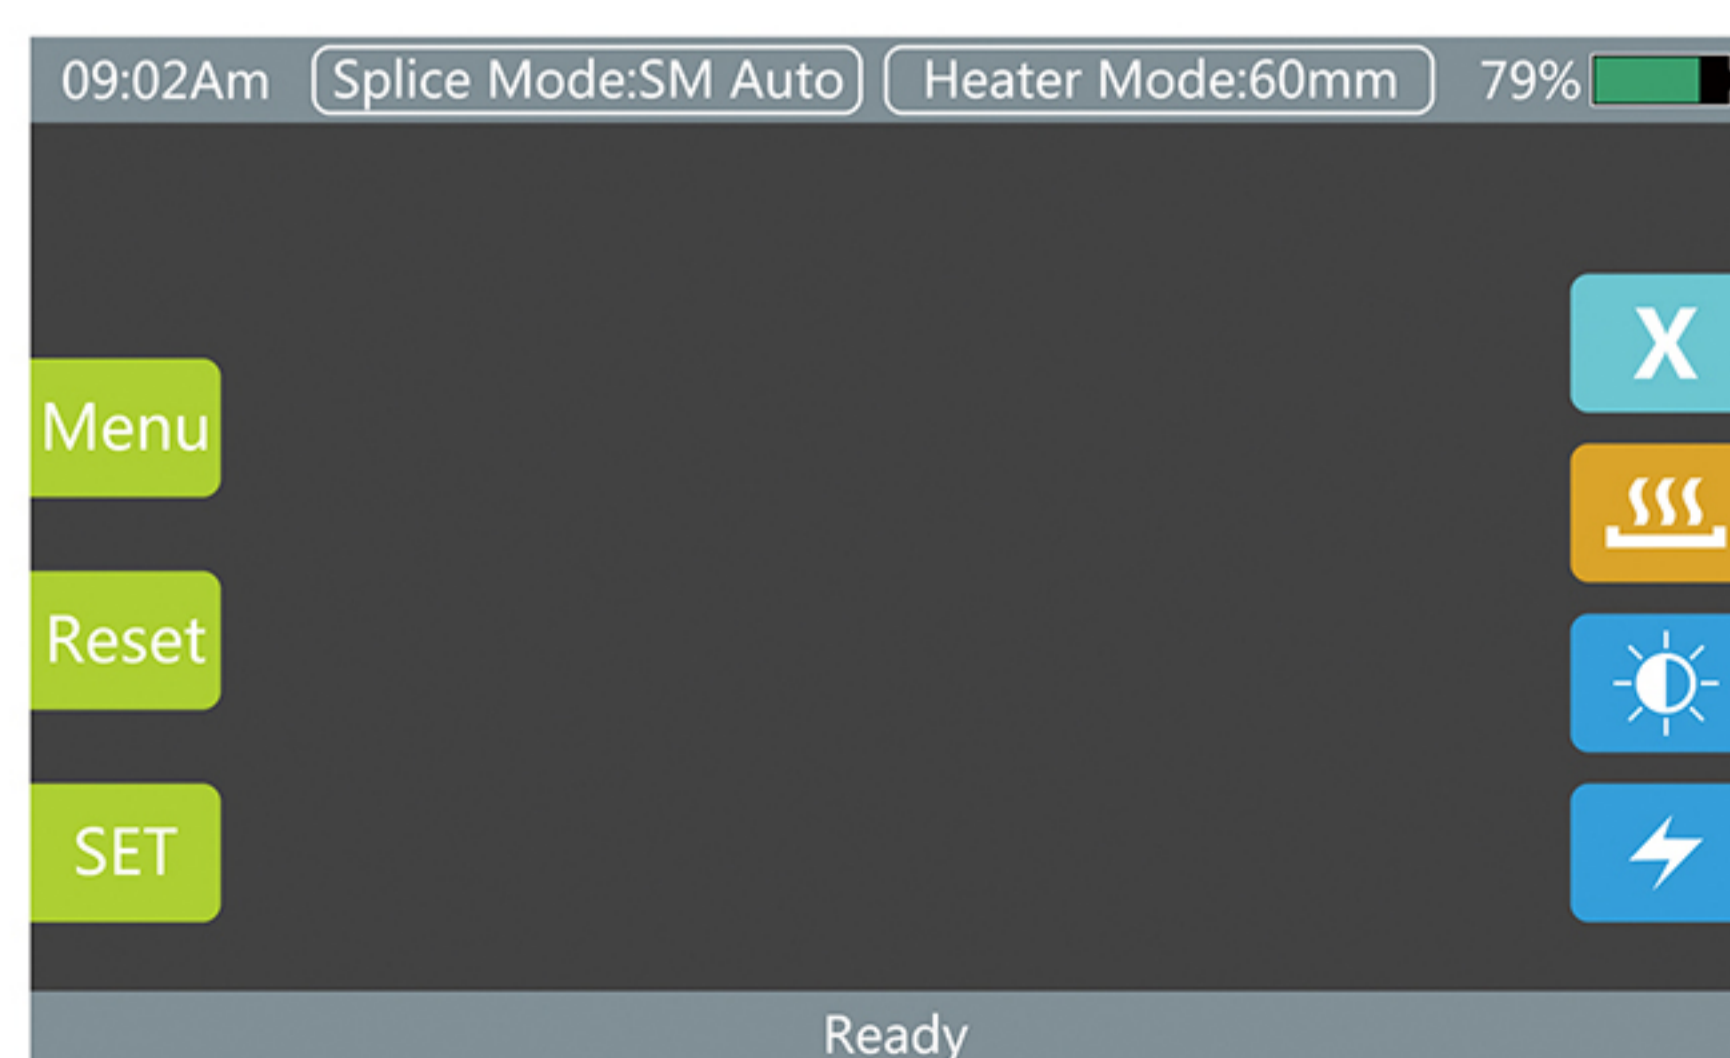 09:02Am Splice Mode:SM Auto Heater Mode:60mm 79%
X
Menu
Reset
SET
Ready